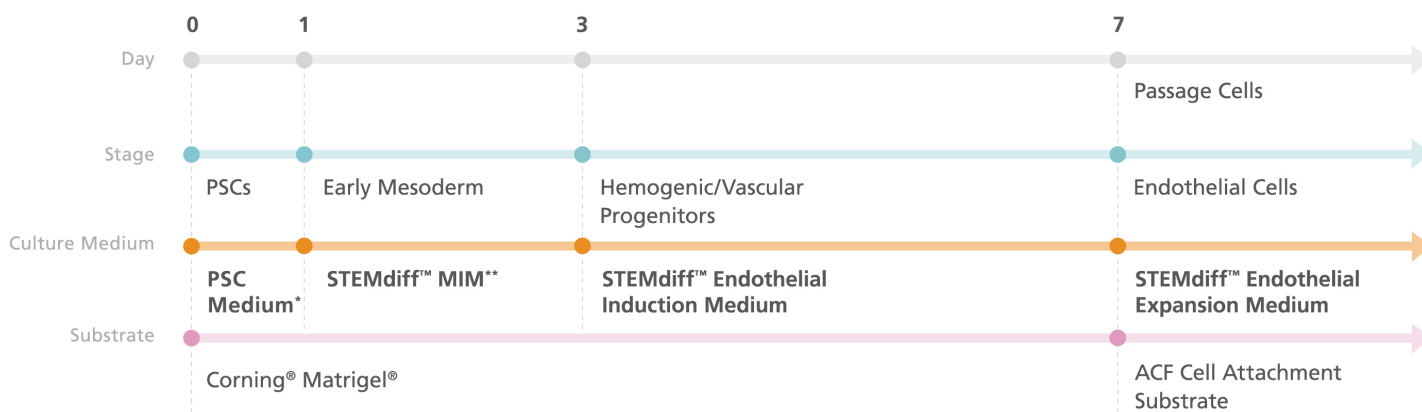 0 1 3 7
Day
Passage Cells
Stage
PSCs Early Mesoderm Hemogenic/Vascular Endothelial Cells
Progenitors
Culture Medium
PSC STEMdiff™ MIM** STEMdiff™ Endothelial STEMdiff™ Endothelial
Medium* Induction Medium Expansion Medium
Substrate
Corning® Matrigel® ACF Cell Attachment
Substrate